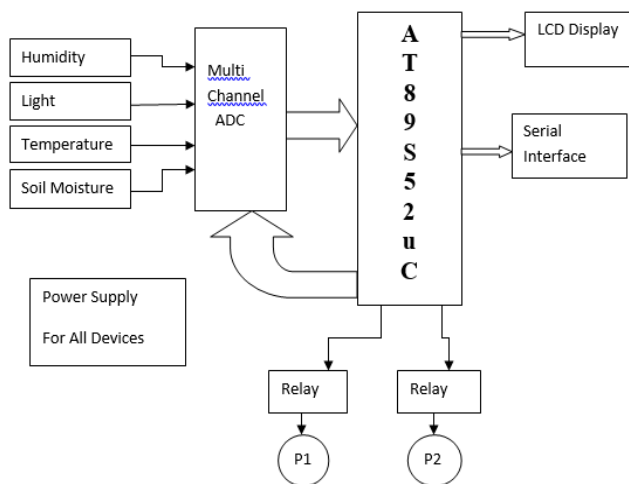 Humidity
Light
Temperature
Soil Moisture
Multi
Channel
ADC
A
T
8
9
S
5
2
u
C
LCD Display
Serial
Interface
Power Supply
For All Devices
Relay
Relay
P1
P2